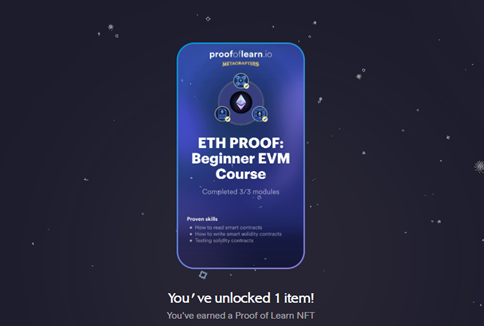 proofoflearn.io
METACRAFTERS
ETH PROOF:
Beginner EVM
Course
Completed 3/3 modules
Proven skills
How to read smart contracts
How to write smart solidity contracts
Testing solidity contracts
You've unlocked 1 item!
You've earned a Proof of Learn NFT